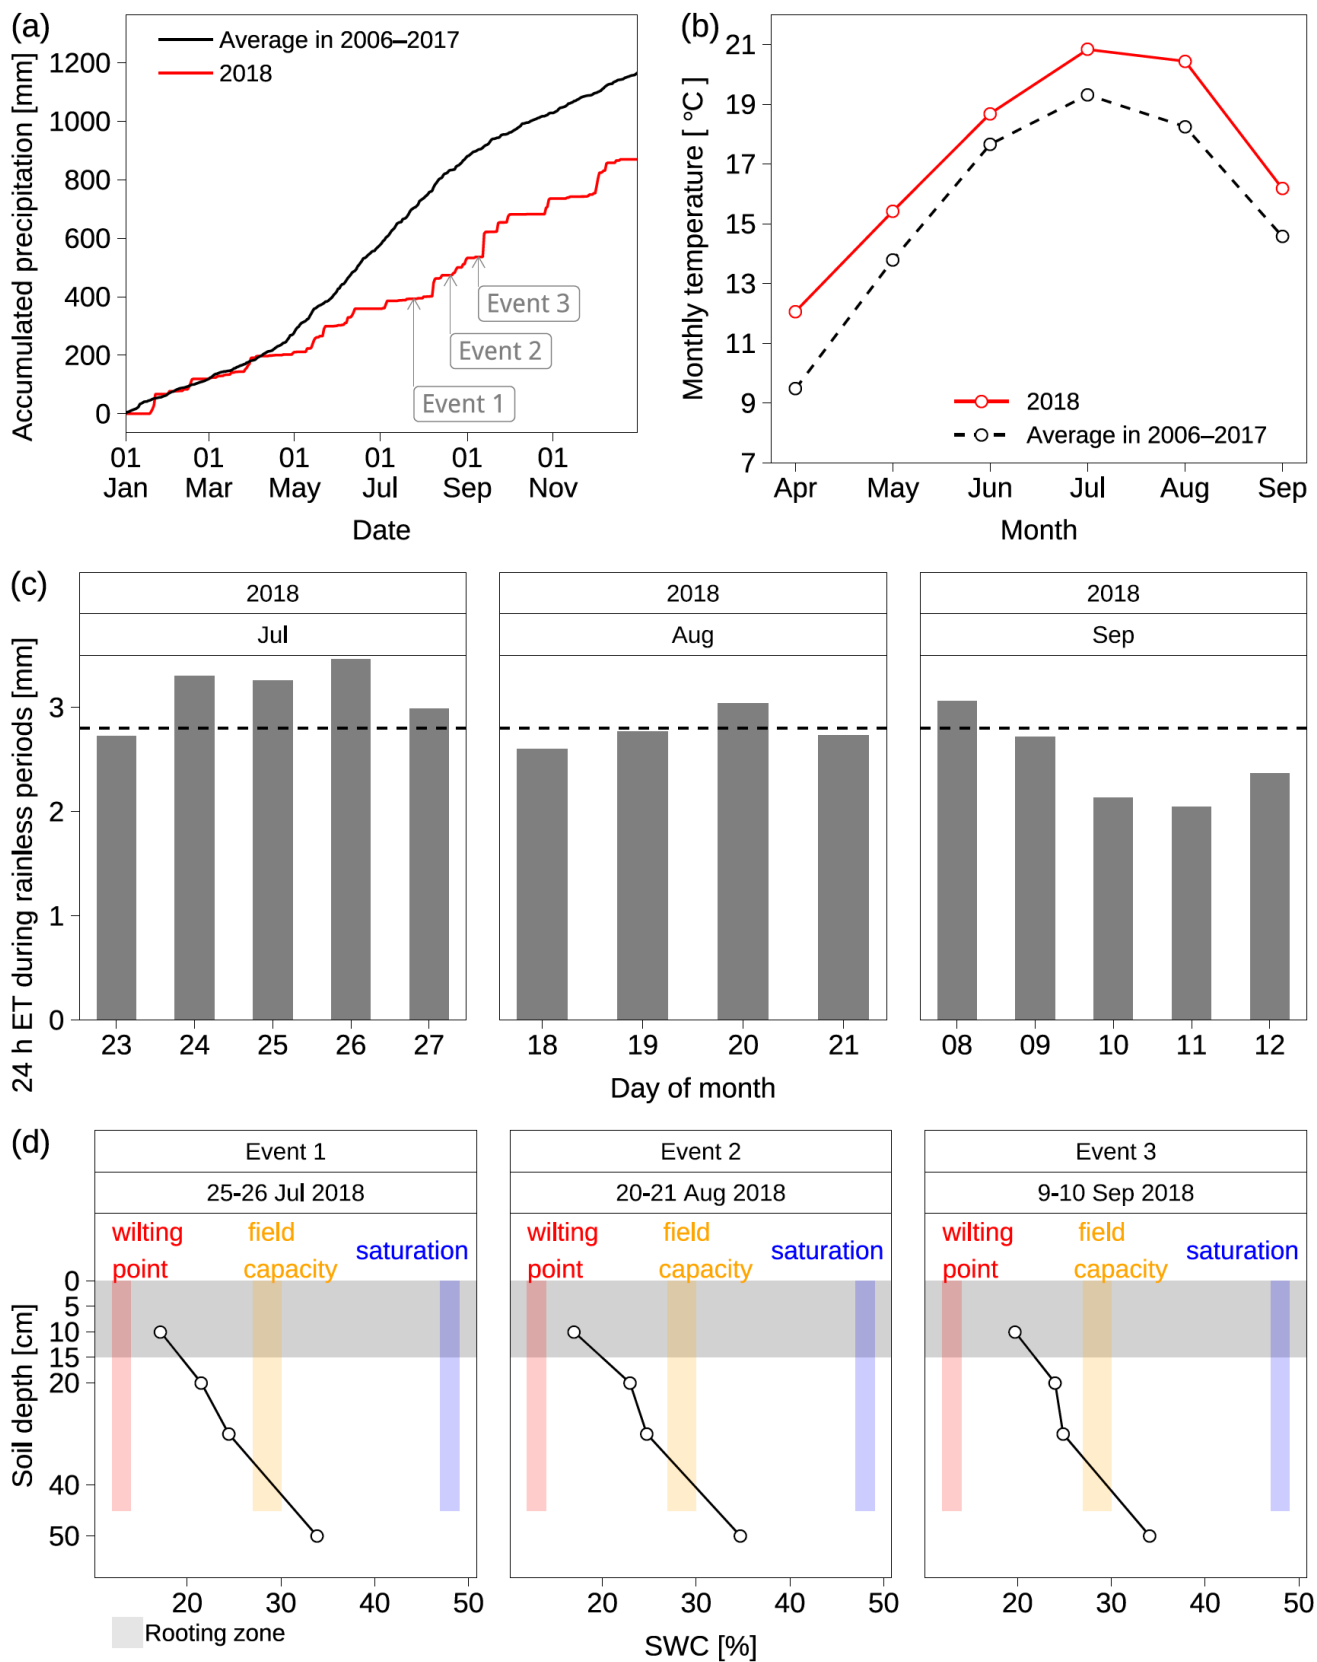 (a)
Accumulated precipitation [mm]
1200
1000
800
600
400
200
0
Average in 2006–2017
2018
Event 3
Event 2
Event 1
01 01 01 01 01 01
Jan Mar May Jul Sep Nov
Date
(b)
Monthly temperature [ °C ]
21
19
17
15
13
11
9
7
2018
Average in 2006–2017
Apr May Jun Jul Aug Sep
Month
(c)
24 h ET during rainless periods [mm]
2018 2018 2018
Jul Aug Sep
3
2
1
0
23 24 25 26 27 18 19 20 21 08 09 10 11 12
Day of month
(d)
Soil depth [cm]
Event 1 Event 2 Event 3
25-26 Jul 2018 20-21 Aug 2018 9-10 Sep 2018
wilting field wilting field wilting field
saturation saturation saturation
point capacity point capacity point capacity
0
5
10
15
20
40
50
20 30 40 50 20 30 40 50 20 30 40 50
Rooting zone
SWC [%]